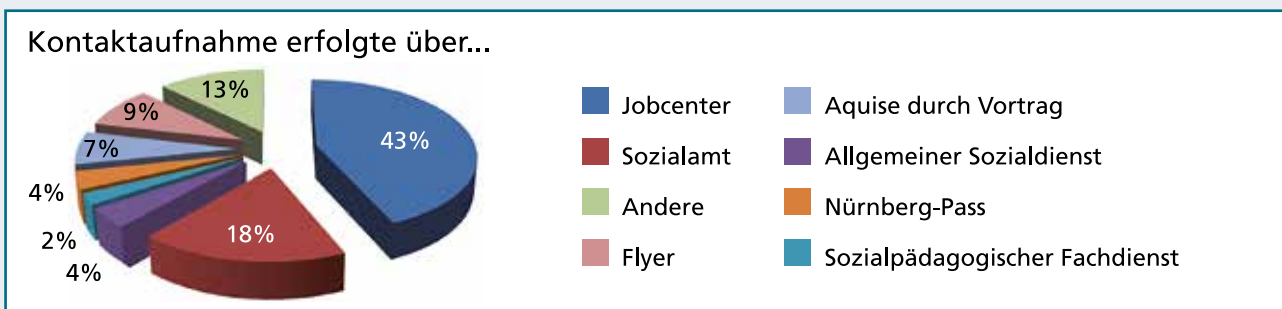 Kontaktaufnahme erfolgte über...
13%
9%
43%
7%
4%
18%
2%
4%
Jobcenter
Sozialamt
Andere
Flyer
Aquise durch Vortrag
Allgemeiner Sozialdienst
Nürnberg-Pass
Sozialpädagogischer Fachdienst